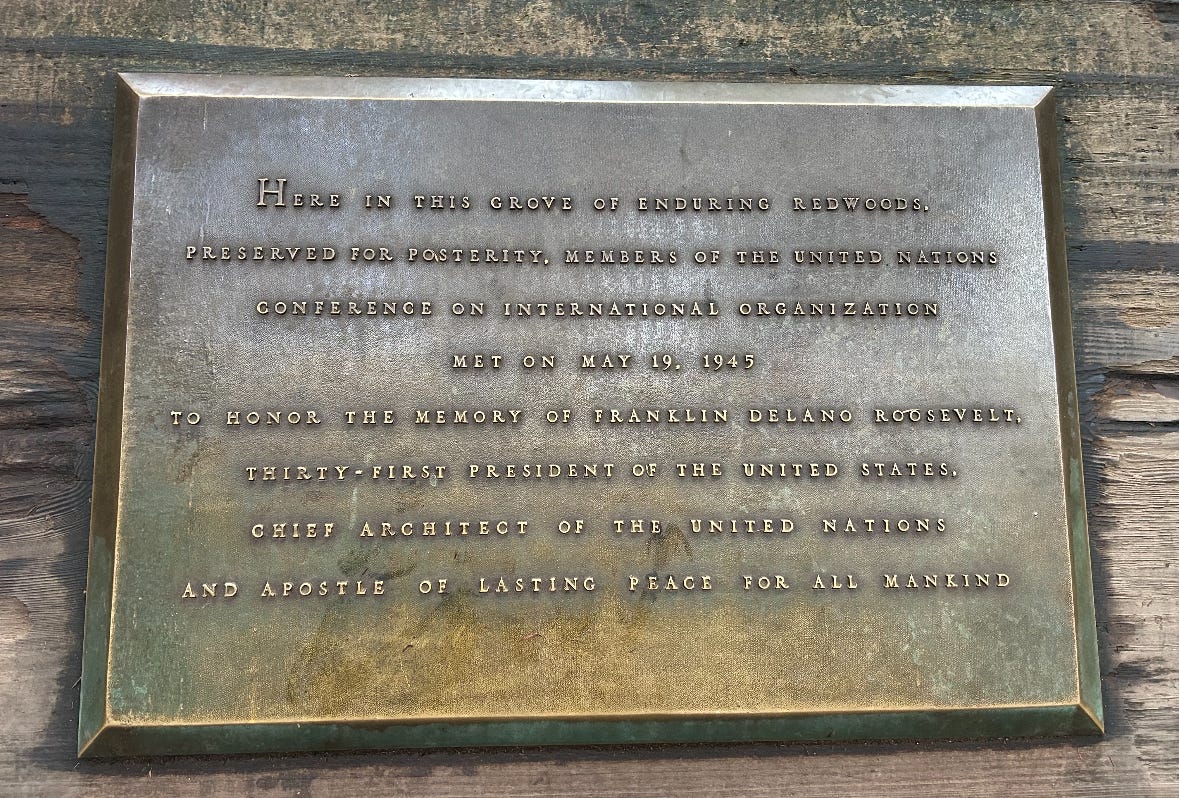 HERE IN THIS GROVE OF ENDURING REDWOODS,
PRESERVED FOR POSTERITY, MEMBERS OF THE UNITED NATIONS
CONFERENCE ON INTERNATIONAL ORGANIZATION
MET ON MAY 19, 1945
TO HONOR THE MEMORY OF FRANKLIN DELANO ROOSEVELT,
THIRTY-FIRST PRESIDENT OF THE UNITED STATES,
CHIEF ARCHITECT OF THE UNITED NATIONS
AND APOSTLE OF LASTING PEACE FOR ALL MANKIND